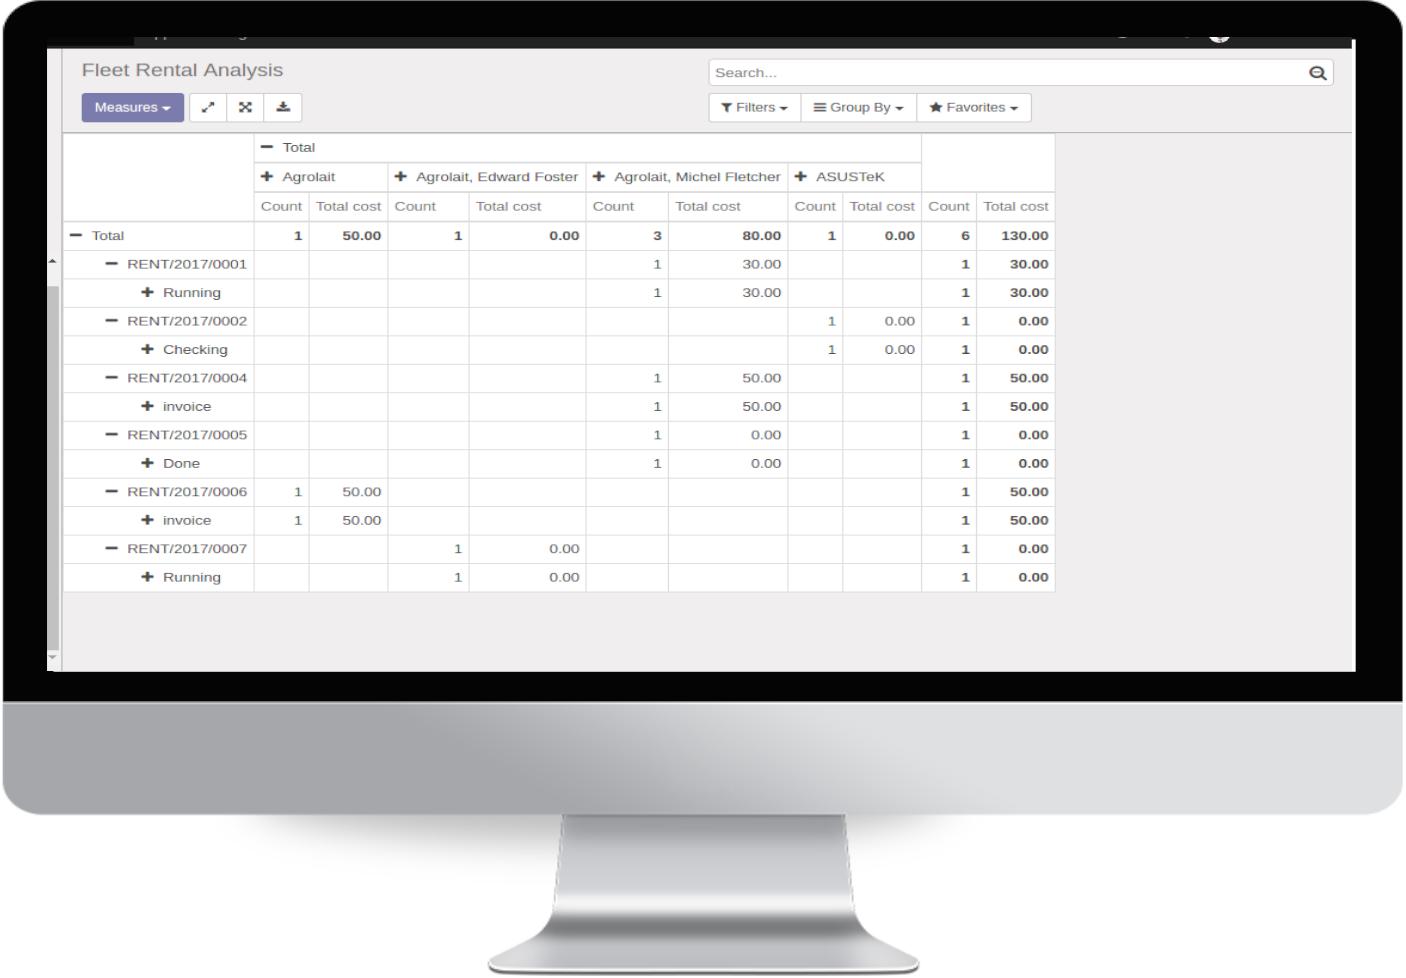 Fleet Rental Analysis
Search...
Measures
Filters Group By Favorites
Total
Agrolait Agrolait, Edward Foster Agrolait, Michel Fletcher ASUSTeK
Count Total cost Count Total cost Count Total cost Count Total cost Count Total cost
Total 1 50.00 1 0.00 3 80.00 1 0.00 6 130.00
RENT/2017/0001 1 30.00 1 30.00
Running 1 30.00 1 30.00
RENT/2017/0002 1 0.00 1 0.00
Checking 1 0.00 1 0.00
RENT/2017/0004 1 50.00 1 50.00
invoice 1 50.00 1 50.00
RENT/2017/0005 1 0.00 1 0.00
Done 1 0.00 1 0.00
RENT/2017/0006 1 50.00 1 50.00
invoice 1 50.00 1 50.00
RENT/2017/0007 1 0.00 1 0.00
Running 1 0.00 1 0.00